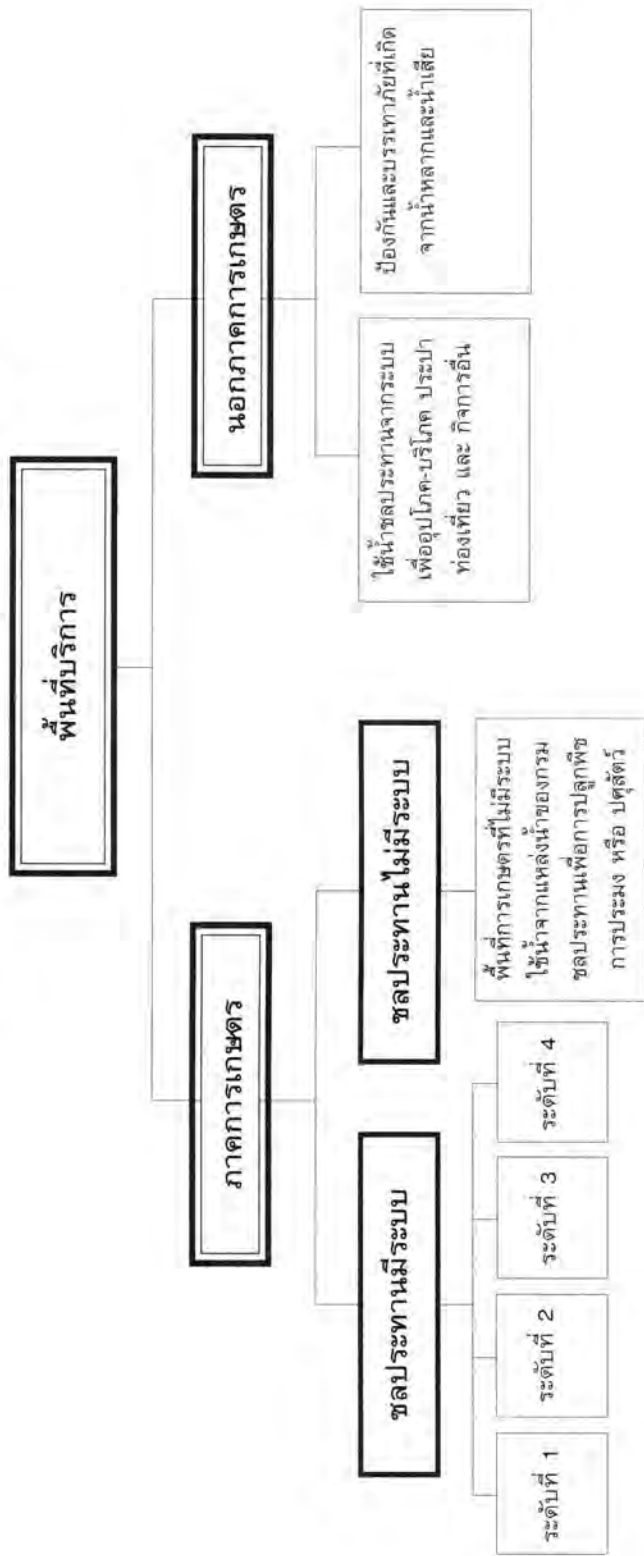 พื้นที่บริการ
ภาคการเกษตร
นอกภาคการเกษตร
ชลประทานมีระบบ
ชลประทานไม่มีระบบ
ใช้น้ำชลประทานจากระบบ
เพื่ออุปโภค-บริโภค ประปา
ท่องเที่ยว และ กิจการอื่น
ป้องกันและบรรเทาภัยที่เกิด
จากน้ำหลากและน้ำเสีย
ระดับที่ 1
ระดับที่ 2
ระดับที่ 3
ระดับที่ 4
พื้นที่การเกษตรที่ไม่มีระบบ
ใช้น้ำจากแหล่งน้ำของกรม
ชลประทานเพื่อการปลูกพืช
การประมง หรือ ปศุสัตว์